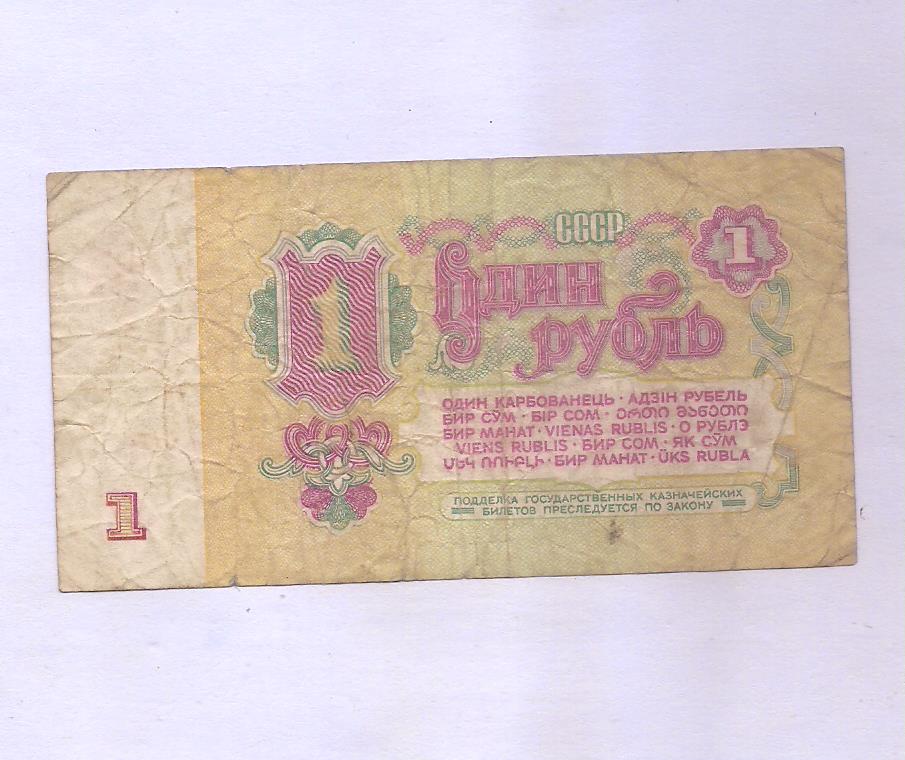 СССР
1
1
Один
рубль
ОДИН КАРБОВАНЕЦЬ · АДЗІН РУБЕЛЬ
БИР СЎМ · БІР СОМ · ᲔᲠᲗᲘ ᲛᲐᲜᲔᲗᲘ
БИР МАНАТ · VIENAS RUBLIS · О РУБЛЭ
VIENS RUBLIS · БИР СОМ · ЯК СӮМ
ՄԵԿ ՌՈՒԲԼԻ · БИР МАНАТ · ÜKS RUBLA
ПОДДЕЛКА ГОСУДАРСТВЕННЫХ КАЗНАЧЕЙСКИХ
БИЛЕТОВ ПРЕСЛЕДУЕТСЯ ПО ЗАКОНУ
1